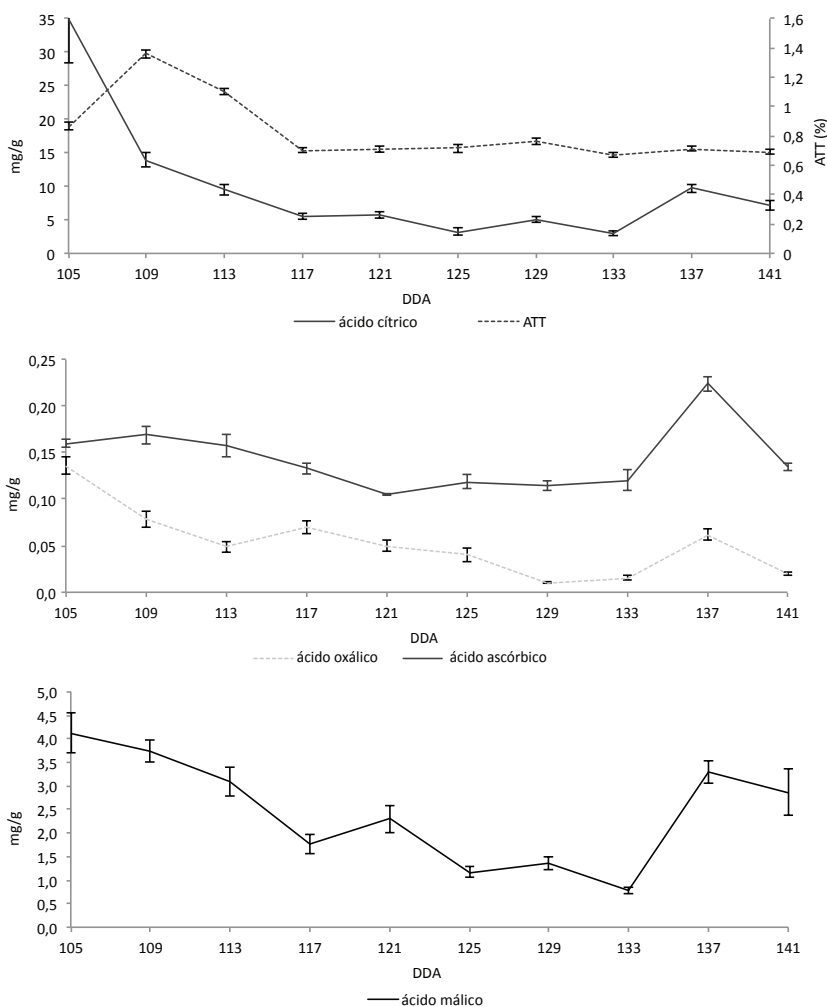 35
30
25
20
15
10
5
0
mg/g
1,6
1,4
1,2
1
0,8
0,6
0,4
0,2
0
ATT (%)
105 109 113 117 121 125 129 133 137 141
DDA
ácido cítrico ATT
0,25
0,20
0,15
0,10
0,05
0,0
mg/g
105 109 113 117 121 125 129 133 137 141
DDA
ácido oxálico ácido ascórbico
5,0
4,5
4,0
3,5
3,0
2,5
2,0
1,5
1,0
0,5
0,0
mg/g
105 109 113 117 121 125 129 133 137 141
DDA
ácido málico